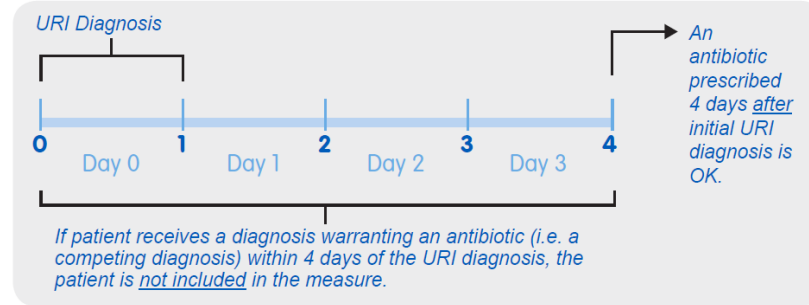 URI Diagnosis
An
antibiotic
prescribed
4 days after
initial URI
diagnosis is
OK.
0 1 2 3 4
Day 0 Day 1 Day 2 Day 3
If patient receives a diagnosis warranting an antibiotic (i.e. a
competing diagnosis) within 4 days of the URI diagnosis, the
patient is not included in the measure.